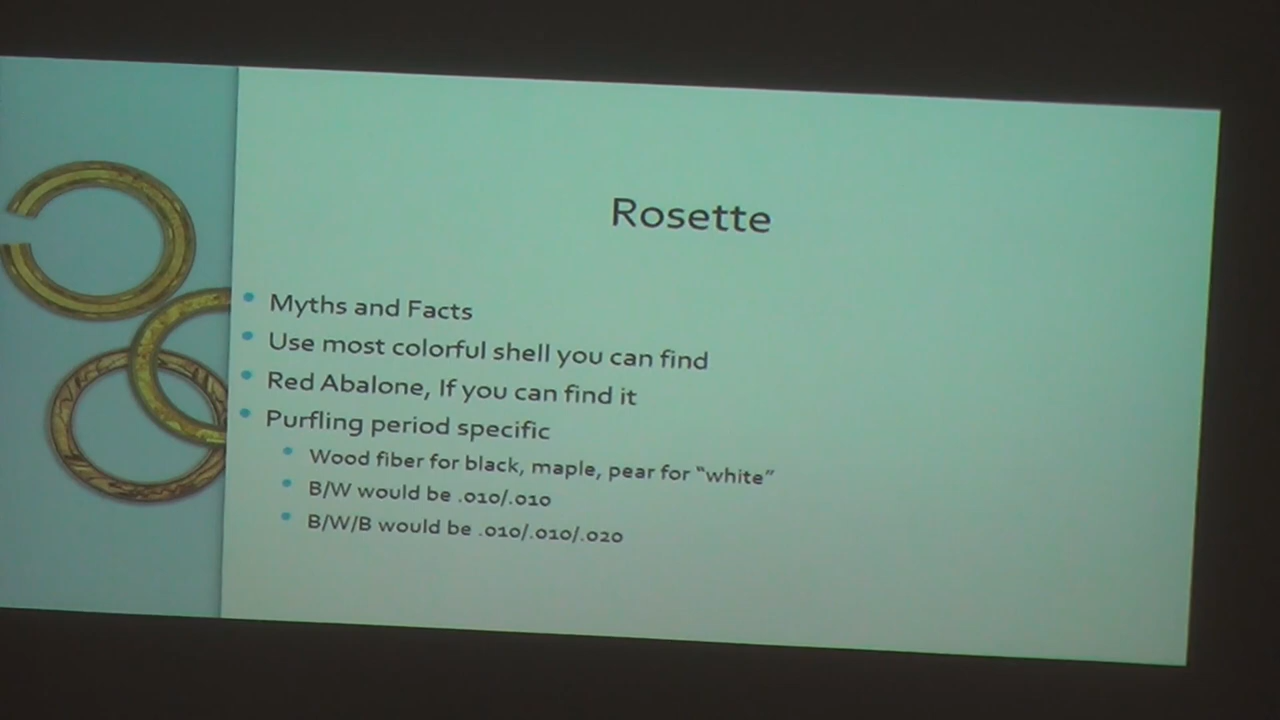 Rosette
Myths and Facts
Use most colorful shell you can find
Red Abalone, If you can find it
Purfling period specific
Wood fiber for black, maple, pear for “white”
B/W would be .010/.010
B/W/B would be .010/.010/.020